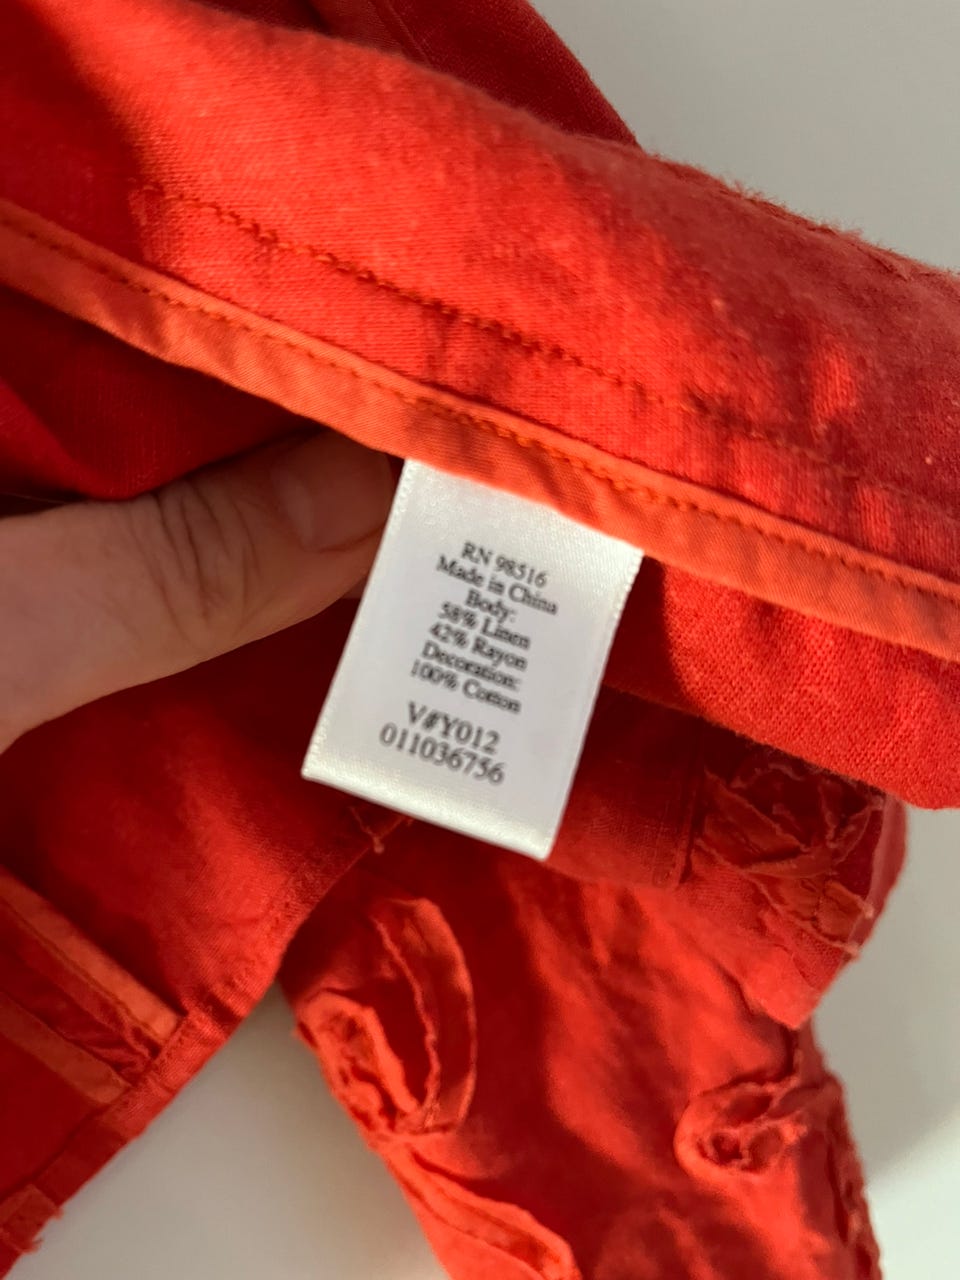 RN 98516
Made in China
Body:
58% Linen
42% Rayon
Decoration:
100% Cotton
V#Y012
011036756